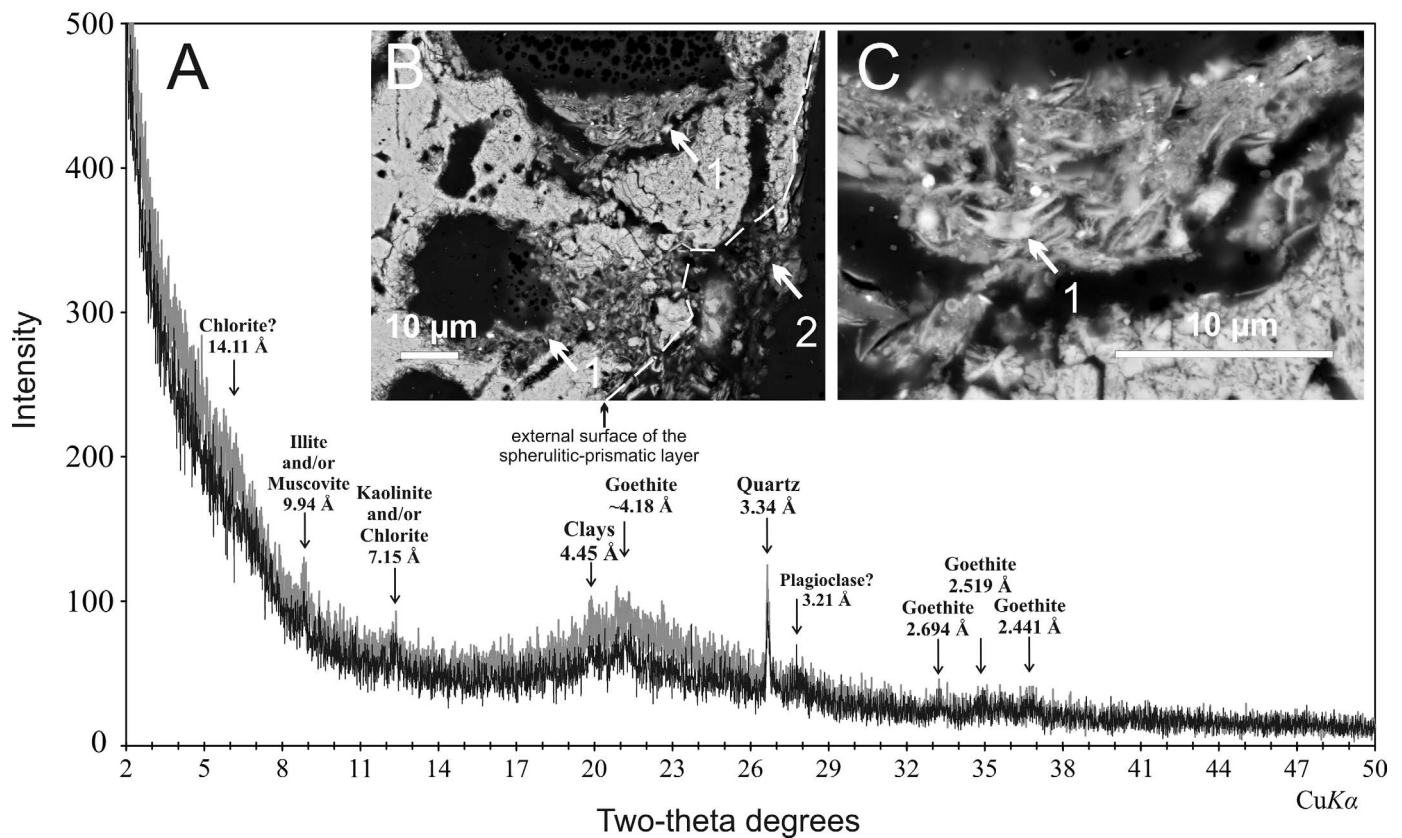 500
400
300
200
100
0
Intensity
A
B
C
1
1
2
10 µm
1
10 µm
external surface of the
spherulitic-prismatic layer
Chlorite?
14.11 Å
Illite
and/or
Muscovite
9.94 Å
Kaolinite
and/or
Chlorite
7.15 Å
Clays
4.45 Å
Goethite
~4.18 Å
Quartz
3.34 Å
Plagioclase?
3.21 Å
Goethite
2.694 Å
Goethite
2.519 Å
Goethite
2.441 Å
2 5 8 11 14 17 20 23 26 29 32 35 38 41 44 47 50
CuKα
Two-theta degrees